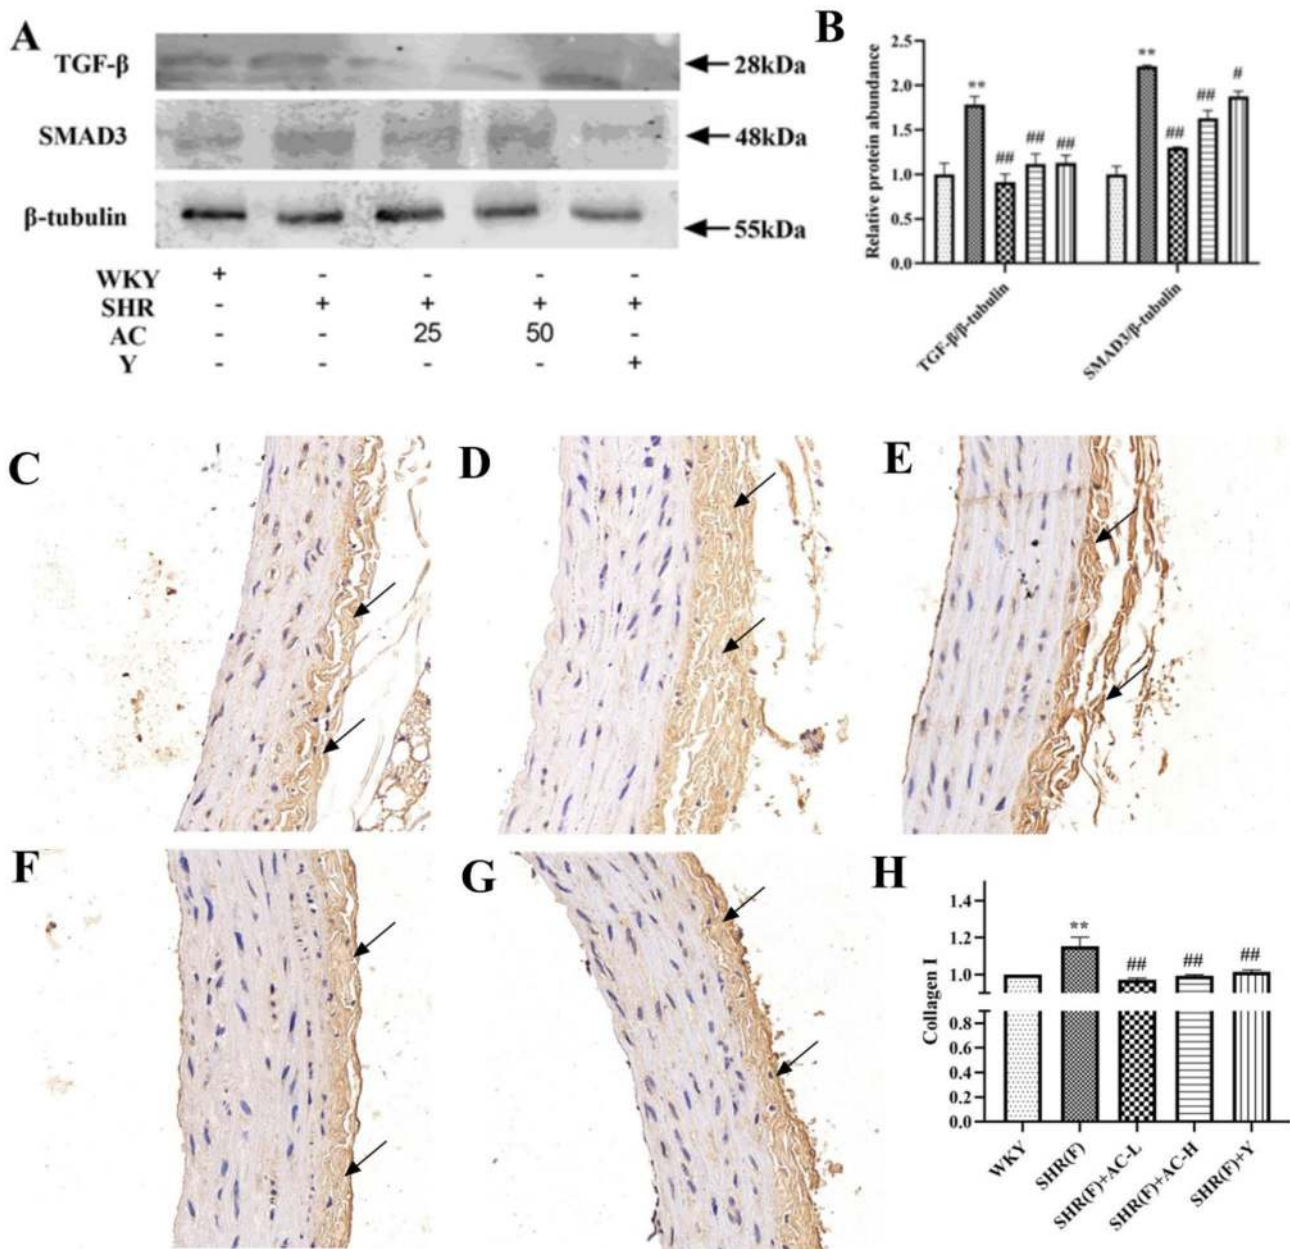 A
TGF-β
28kDa
SMAD3
48kDa
β-tubulin
55kDa
WKY + - - - -
SHR - + + + +
AC - - 25 50 -
Y - - - - +
B
Relative protein abundance
2.5
2.0
1.5
1.0
0.5
0.0
** ## ## ##
** ## ## #
TGF-β/β-tubulin
SMAD3/β-tubulin
C
D
E
F
G
H
Collagen I
1.4
1.2
1.0
0.8
0.6
0.4
0.2
0.0
** ## ## ##
WKY
SHR(F)
SHR(F)+AC-L
SHR(F)+AC-H
SHR(F)+Y